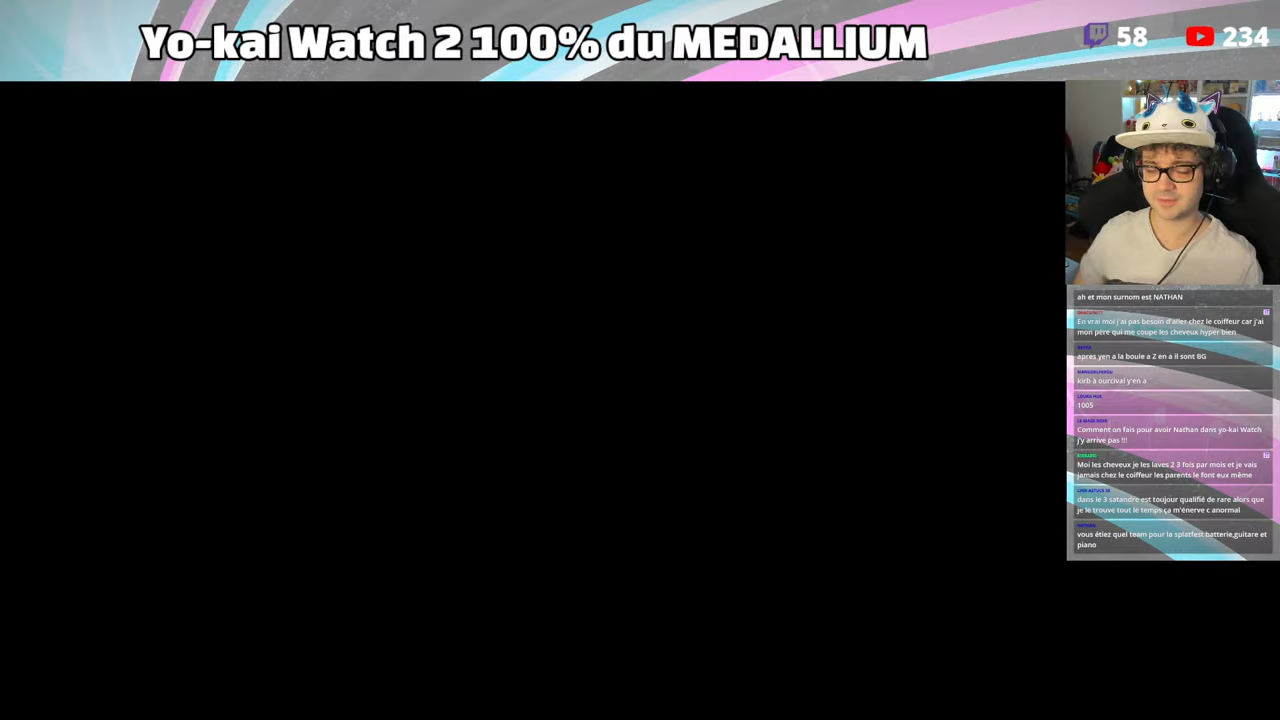 Yo-kai Watch 2 100% du MEDALLIUM
58
234
ah et mon surnom est NATHAN
En vrai moi j'ai pas besoin d'aller chez le coiffeur car j'ai
mon père qui me coupe les cheveux hyper bien
apres yen a la boule a Z en a il sont BG
kirb à ourcival y'en a
LOUKA HUE
1005
LE MAGE NOIR
Comment on fais pour avoir Nathan dans yo-kai Watch
j'y arrive pas !!!
Moi les cheveux je les laves 2 3 fois par mois et je vais
jamais chez le coiffeur les parents le font eux même
dans le 3 satandre est toujour qualifié de rare alors que
je le trouve tout le temps ça m'énerve c anormal
NATHAN
vous étiez quel team pour la splatfest batterie,guitare et
piano